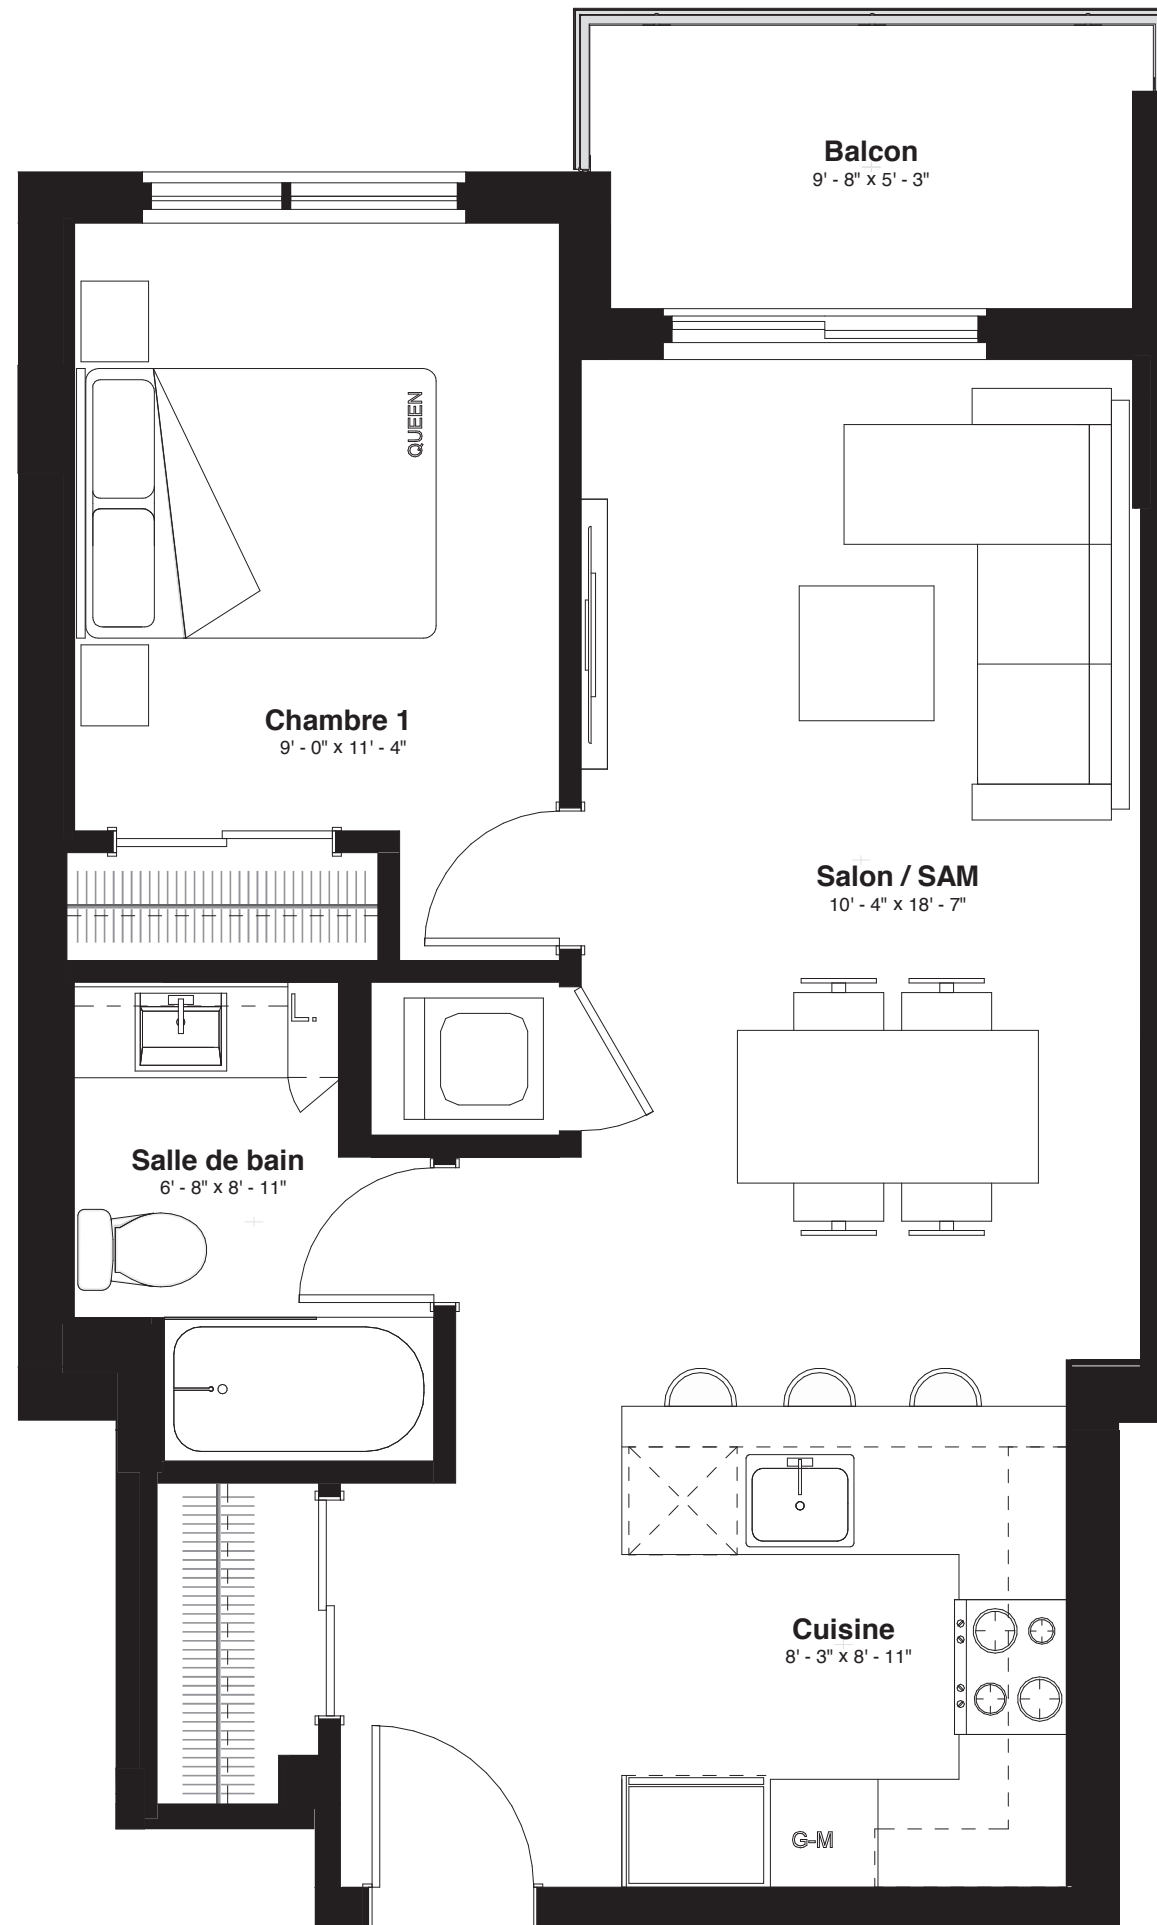 Balcon
9' - 8" x 5' - 3"
QUEEN
Chambre 1
9' - 0" x 11' - 4"
Salon / SAM
10' - 4" x 18' - 7"
L.
Salle de bain
6' - 8" x 8' - 11"
Cuisine
8' - 3" x 8' - 11"
G-M